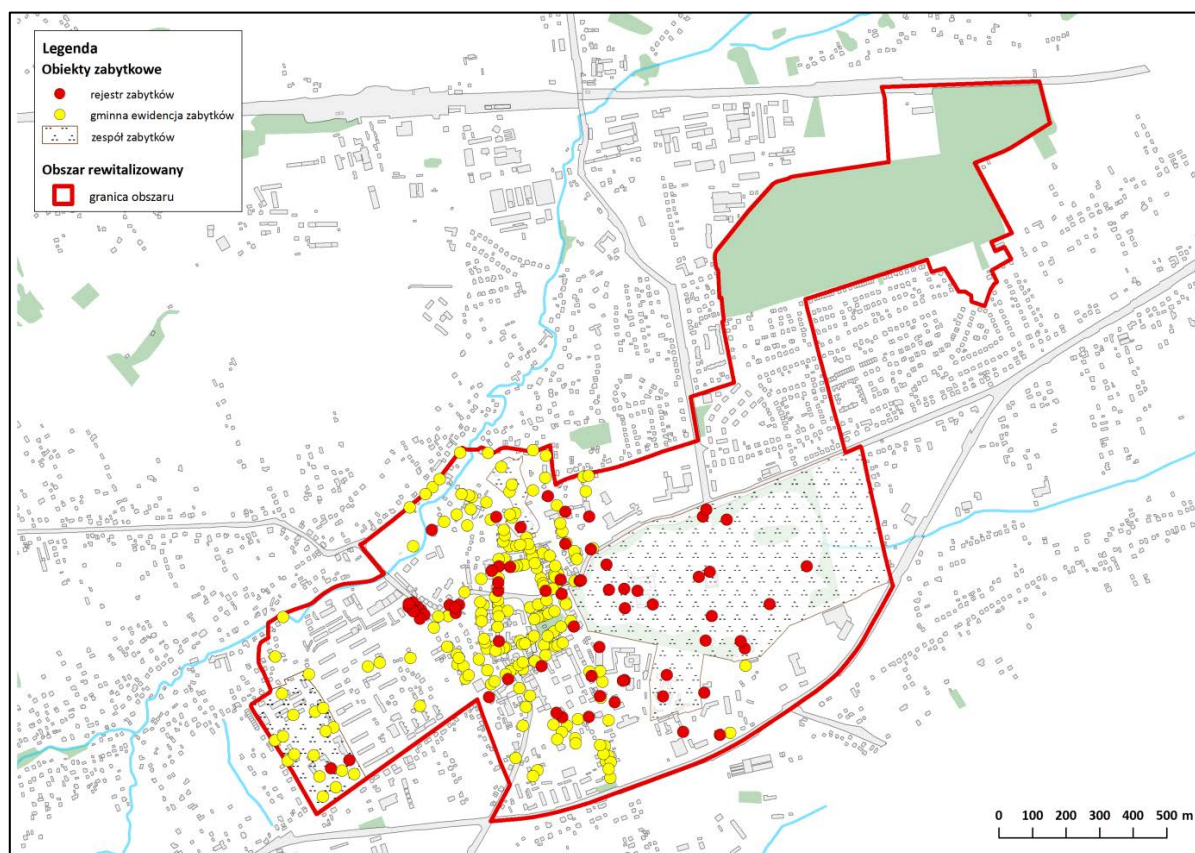 Legenda
Obiekty zabytkowe
rejestr zabytków
gminna ewidencja zabytków
zespół zabytków
Obszar rewitalizowany
granica obszaru
0 100 200 300 400 500 m